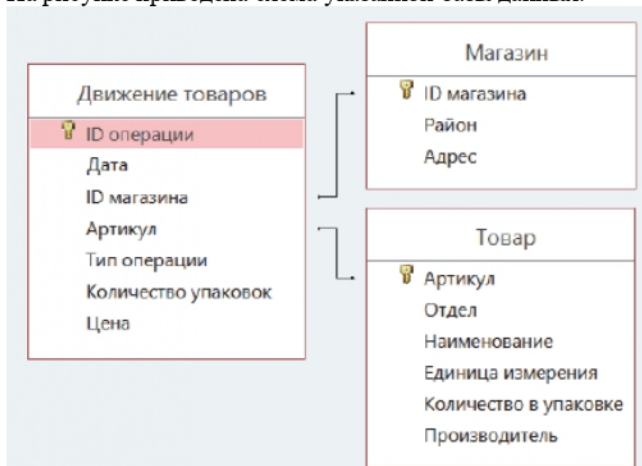 Движение товаров
ID операции
Дата
ID магазина
Артикул
Тип операции
Количество упаковок
Цена
Магазин
ID магазина
Район
Адрес
Товар
Артикул
Отдел
Наименование
Единица измерения
Количество в упаковке
Производитель